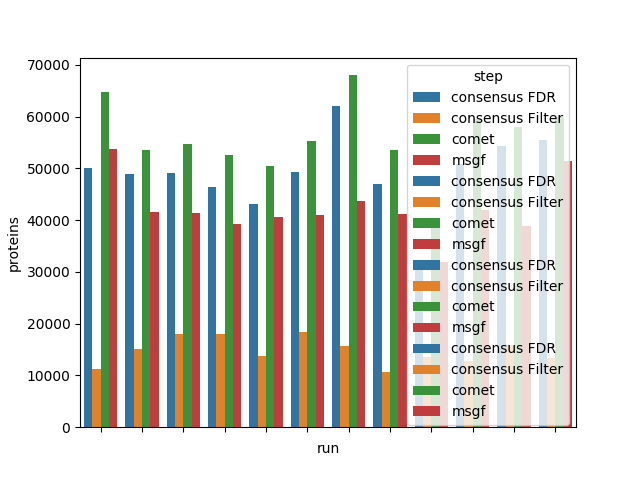 70000
60000
50000
40000
30000
20000
10000
0
proteins
run
step
consensus FDR
consensus Filter
comet
msgf
consensus FDR
consensus Filter
comet
msgf
consensus FDR
consensus Filter
comet
msgf
consensus FDR
consensus Filter
comet
msgf